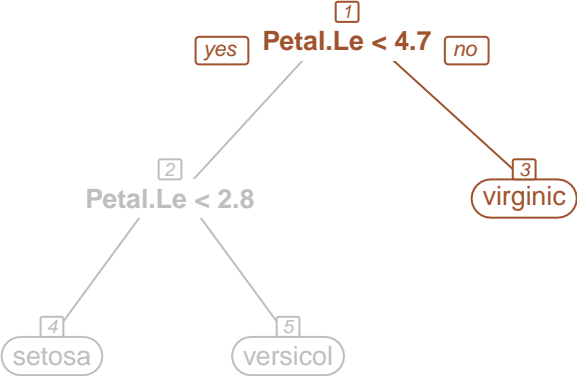 1
yes Petal.Le < 4.7 no
2 3
Petal.Le < 2.8 virginic
4 5
setosa versicol